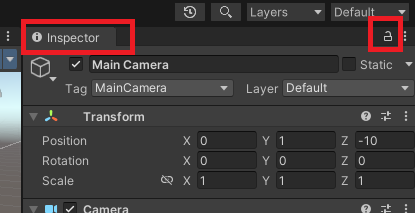 Layers Default
Inspector
Main Camera Static
Tag MainCamera Layer Default
Transform
Position X 0 Y 1 Z -10
Rotation X 0 Y 0 Z 0
Scale X 1 Y 1 Z 1
Camera